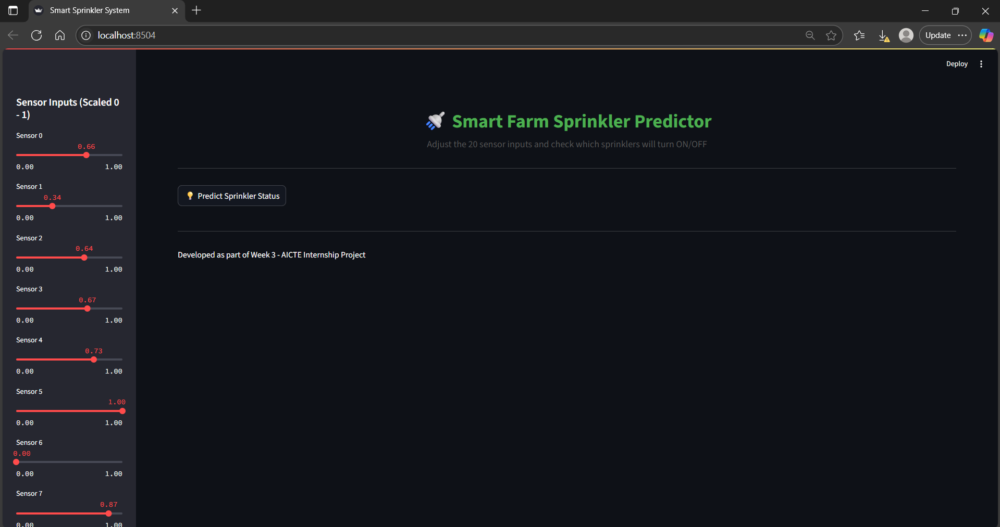 Smart Sprinkler System
localhost:8504
Update
Deploy
Sensor Inputs (Scaled 0
- 1)
Sensor 0
0.66
0.00 1.00
Sensor 1
0.34
0.00 1.00
Sensor 2
0.64
0.00 1.00
Sensor 3
0.67
0.00 1.00
Sensor 4
0.73
0.00 1.00
Sensor 5
1.00
0.00 1.00
Sensor 6
0.00
0.00 1.00
Sensor 7
0.87
0.00 1.00
Smart Farm Sprinkler Predictor
Adjust the 20 sensor inputs and check which sprinklers will turn ON/OFF
Predict Sprinkler Status
Developed as part of Week 3 - AICTE Internship Project